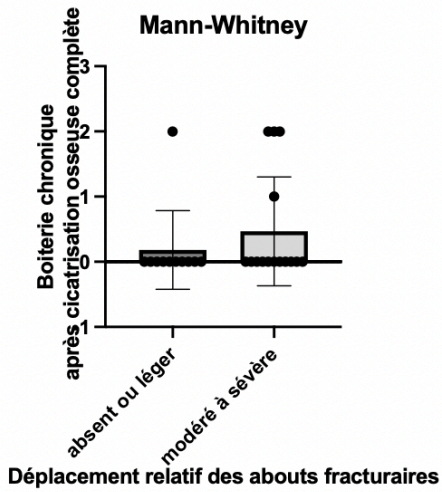 Mann-Whitney
Boiterie chronique
après cicatrisation osseuse complète
3
2
1
0
1
absent ou léger
modéré à sévère
Déplacement relatif des abouts fracturaires